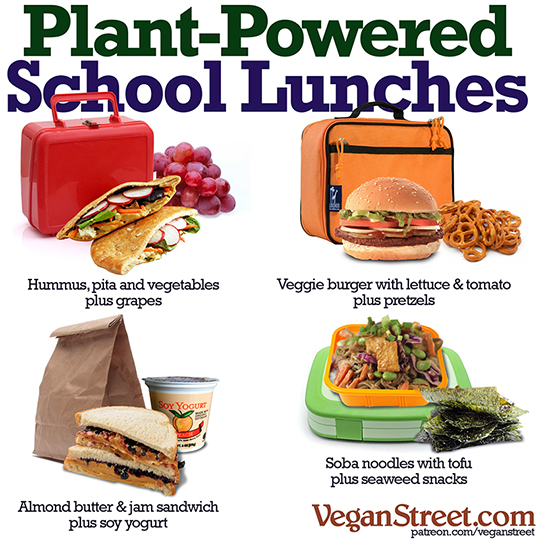 Plant-Powered
School Lunches
Hummus, pita and vegetables
plus grapes
Veggie burger with lettuce & tomato
plus pretzels
SOY YOGURT
Almond butter & jam sandwich
plus soy yogurt
Soba noodles with tofu
plus seaweed snacks
VeganStreet.com
patreon.com/veganstreet